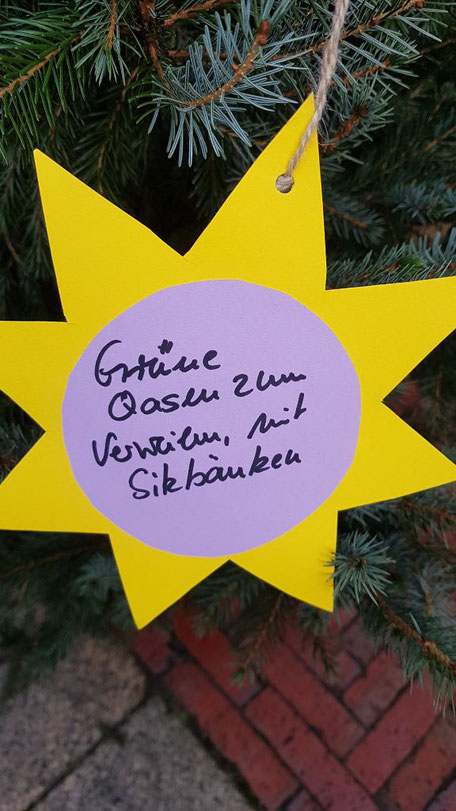 Grüne
Oasen zum
Verweilen, mit
Sitzbänken